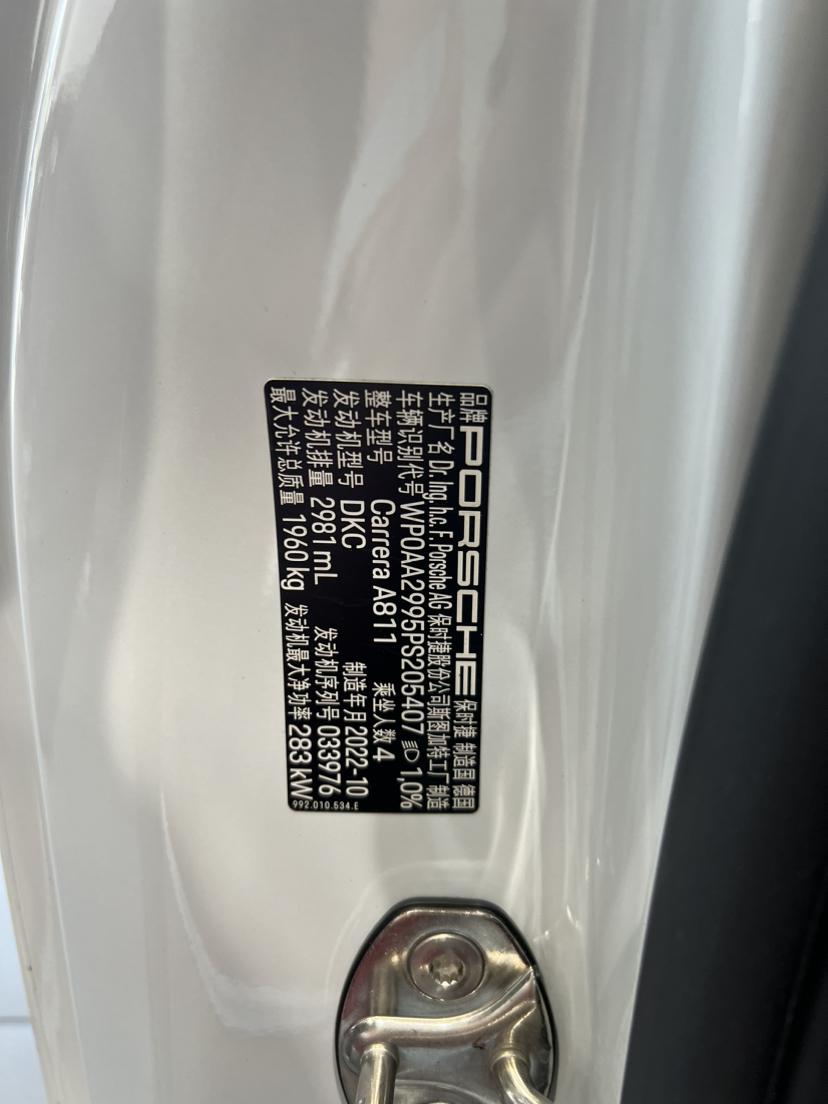 品牌 PORSCHE 保时捷 制造国 德国
生产厂名 Dr. Ing. h.c. F. Porsche AG 保时捷股份公司斯图加特工厂 制造
车辆识别代号 WP0AA2995PS205407 1,0%
整车型号 Carrera A811 乘坐人数 4
发动机型号 DKC 制造年月 2022-10
发动机排量 2981 mL 发动机序列号 033976
最大允许总质量 1960 kg 发动机最大净功率 283 kW
992.010.534.E